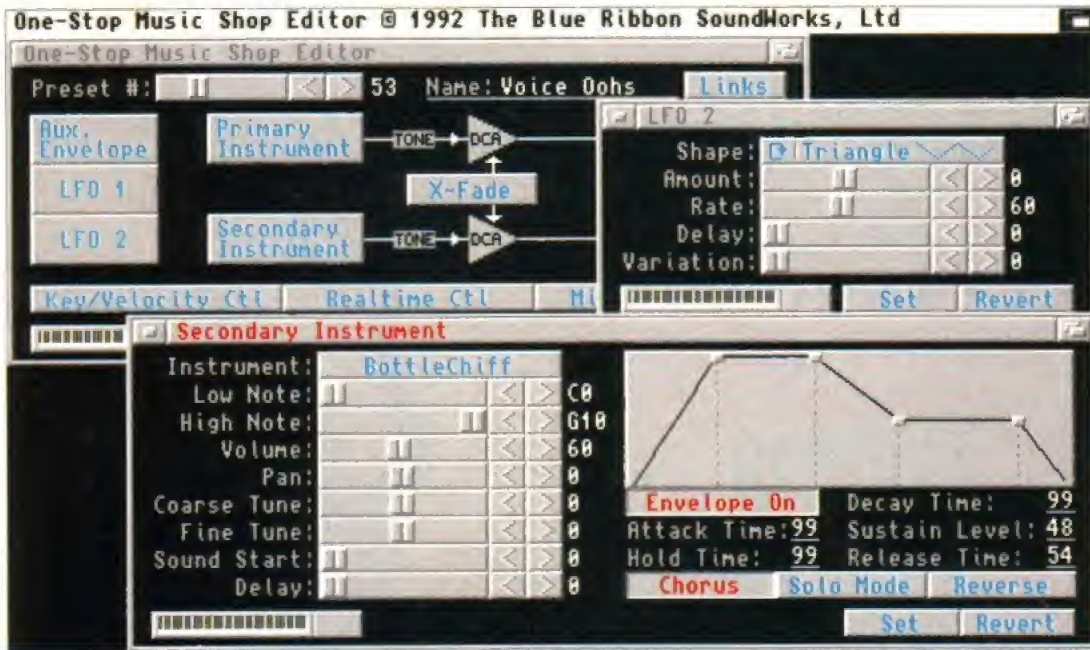 One-Stop Music Shop Editor © 1992 The Blue Ribbon SoundWorks, Ltd
One-Stop Music Shop Editor
Preset #: 53 Name: Voice Oohs Links
Aux. Envelope
LFO 1
LFO 2
Primary Instrument
TONE DCA
X-Fade
Secondary Instrument
TONE DCA
Key/Velocity Ctl Realtime Ctl Mi
LFO 2
Shape: Triangle
Amount: 0
Rate: 60
Delay: 0
Variation: 0
Set Revert
Secondary Instrument
Instrument: BottleChiff
Low Note: C0
High Note: G10
Volume: 60
Pan: 0
Coarse Tune: 0
Fine Tune: 0
Sound Start: 0
Delay: 0
Envelope On Decay Time: 99
Attack Time: 99 Sustain Level: 48
Hold Time: 99 Release Time: 54
Chorus Solo Mode Reverse
Set Revert